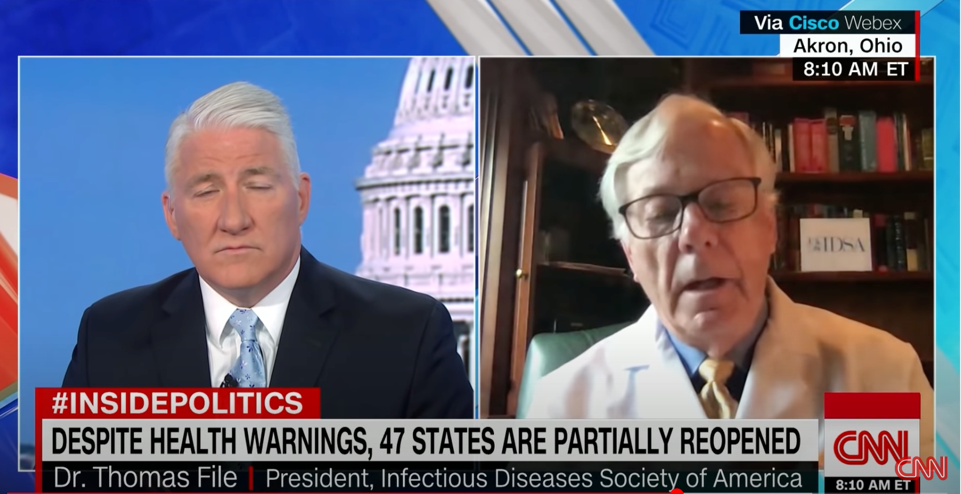 Via Cisco Webex
Akron, Ohio
8:10 AM ET
IDSA
#INSIDEPOLITICS
DESPITE HEALTH WARNINGS, 47 STATES ARE PARTIALLY REOPENED
Dr. Thomas File | President, Infectious Diseases Society of America
CNN
CNN
8:10 AM ET